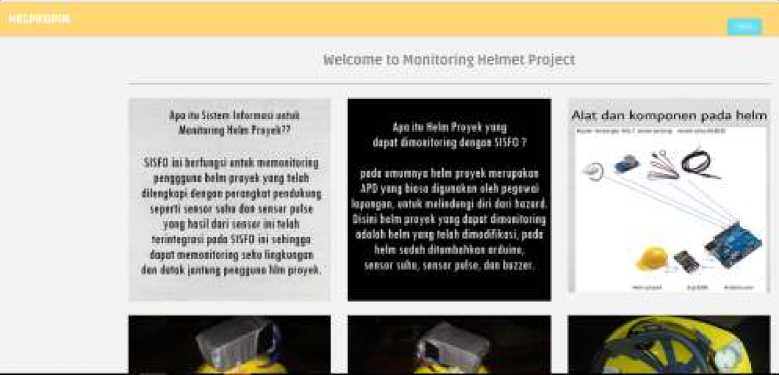 Welcome to Monitoring Helmet Project
Apa itu Sistem Informasi untuk
Monitoring Helm Proyek??
SISFO ini berfungsi untuk memonitoring
penggguna helm proyek yang telah
dilengkapi dengan perangkat pendukung
seperti sensor suhu dan sensor pulse
yang hasil dari sensor ini telah
terintegrasi pada SISFO ini sehingga
dapat memonitoring suhu lingkungan
dan detak jantung pengguna hlm proyek.
Apa itu Helm Proyek yang
dapat dimonitoring dengan SISFO ?
pada umumnya helm proyek merupakan
APD yang biasa digunakan oleh pegawai
lapangan, untuk melindungi diri dari hazard.
Disini helm proyek yang dapat dimonitoring
adalah helm yang telah dimodifikasi, pada
helm sudah ditambahkan arduino,
sensor suhu, sensor pulse, dan buzzer.
Alat dan komponen pada helm